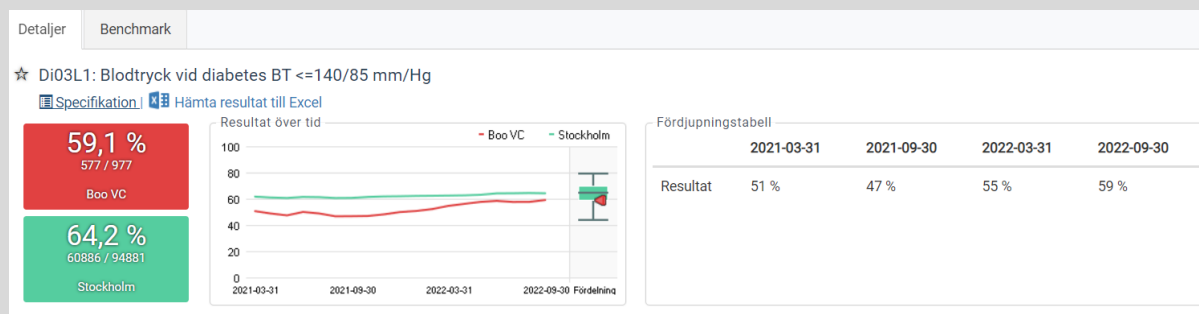 Detaljer Benchmark
Di03L1: Blodtryck vid diabetes BT <=140/85 mm/Hg
Specifikation | Hämta resultat till Excel
59,1 %
577 / 977
Boo VC
64,2 %
60886 / 94881
Stockholm
Resultat över tid
Boo VC Stockholm
100
80
60
40
20
0
2021-03-31 2021-09-30 2022-03-31 2022-09-30 Fördelning
Fördjupningstabell
2021-03-31 2021-09-30 2022-03-31 2022-09-30
Resultat 51 % 47 % 55 % 59 %